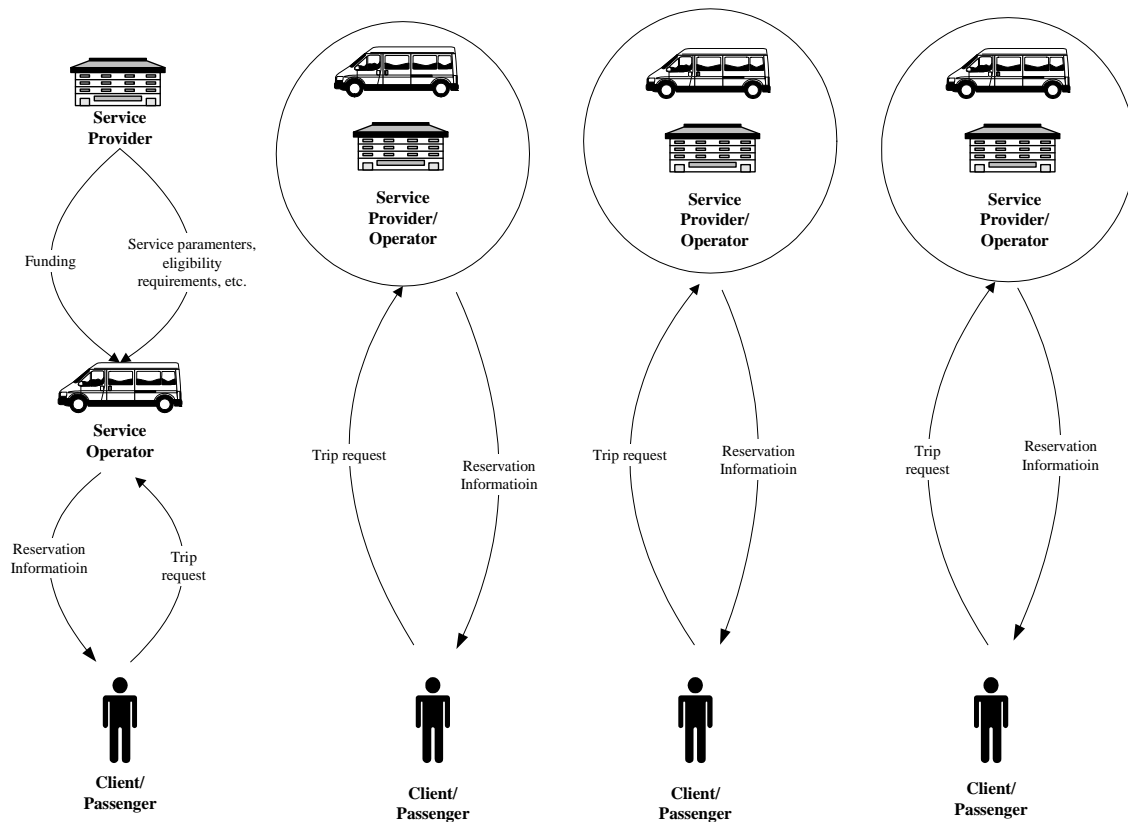 Service
Provider
Funding
Service paramenters,
eligibility
requirements, etc.
Service
Operator
Reservation
Informatioin
Trip
request
Client/
Passenger
Service
Provider/
Operator
Trip request
Reservation
Informatioin
Client/
Passenger
Service
Provider/
Operator
Trip request
Reservation
Informatioin
Client/
Passenger
Service
Provider/
Operator
Trip
request
Reservation
Informatioin
Client/
Passenger